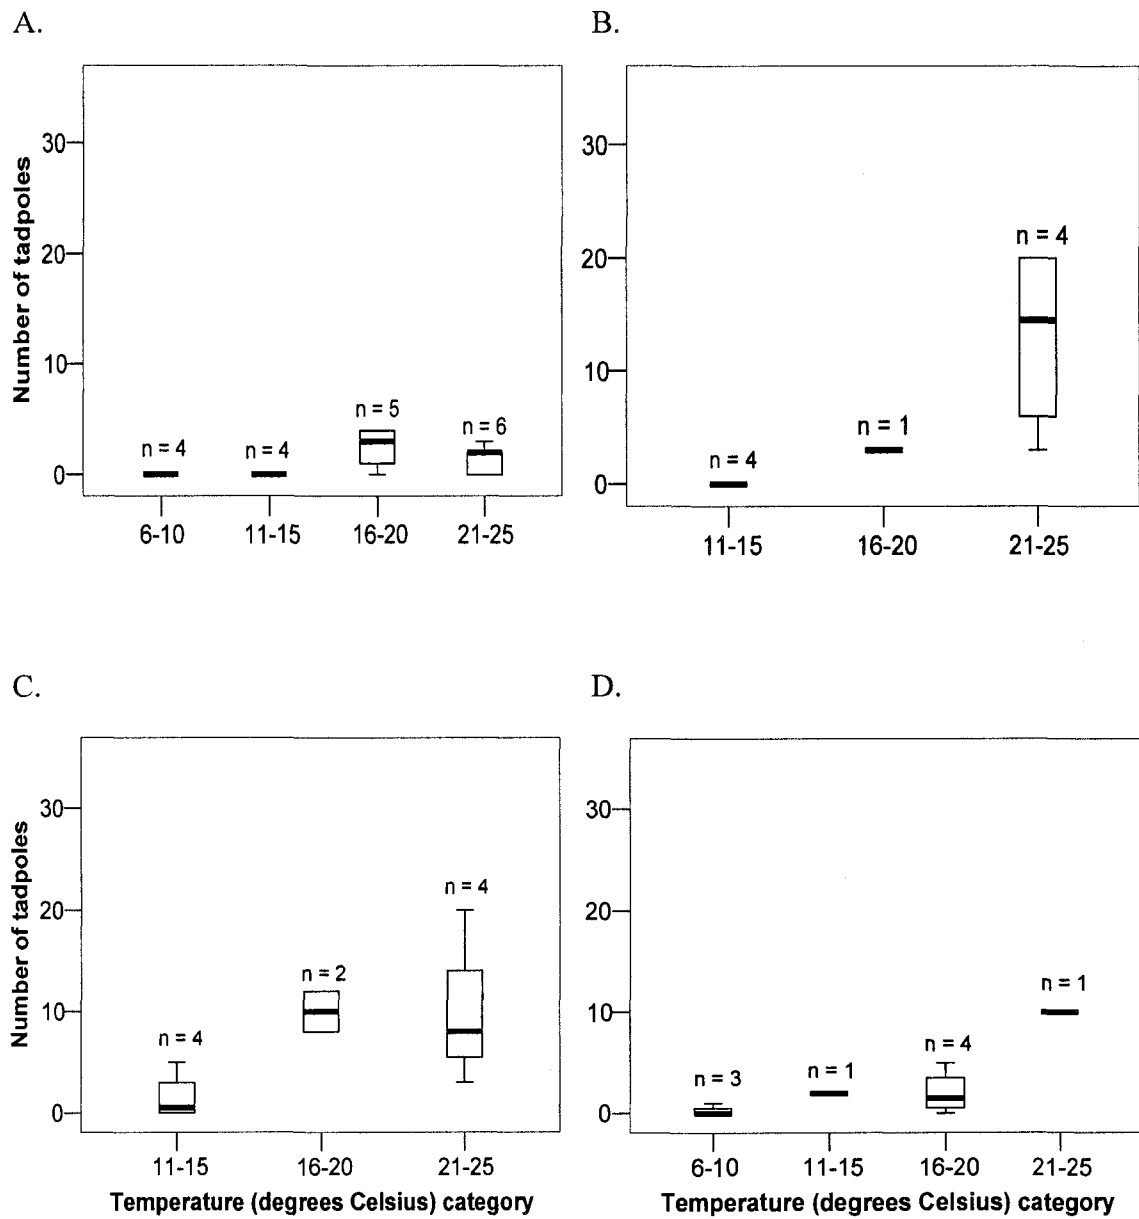 A.
Number of tadpoles
30
20
10
0
n = 4
n = 4
n = 5
n = 6
6-10
11-15
16-20
21-25
B.
30
20
10
0
n = 4
n = 1
n = 4
11-15
16-20
21-25
C.
Number of tadpoles
30
20
10
0
n = 4
n = 2
n = 4
11-15
16-20
21-25
Temperature (degrees Celsius) category
D.
30
20
10
0
n = 3
n = 1
n = 4
n = 1
6-10
11-15
16-20
21-25
Temperature (degrees Celsius) category